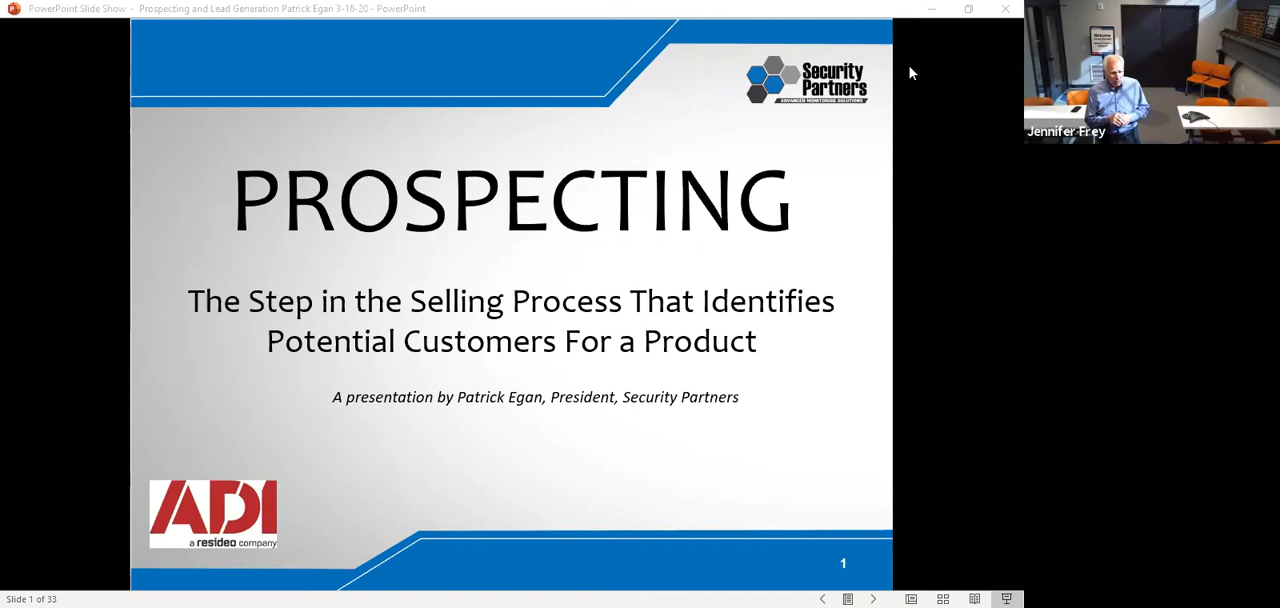 PowerPoint Slide Show - Prospecting and Lead Generation Patrick Egan 3-16-20 - PowerPoint
Security
Partners
ADVANCED MONITORING SOLUTIONS
Welcome
Jennifer Frey
PROSPECTING
The Step in the Selling Process That Identifies
Potential Customers For a Product
A presentation by Patrick Egan, President, Security Partners
ADI
a resideo company
1
Slide 1 of 33